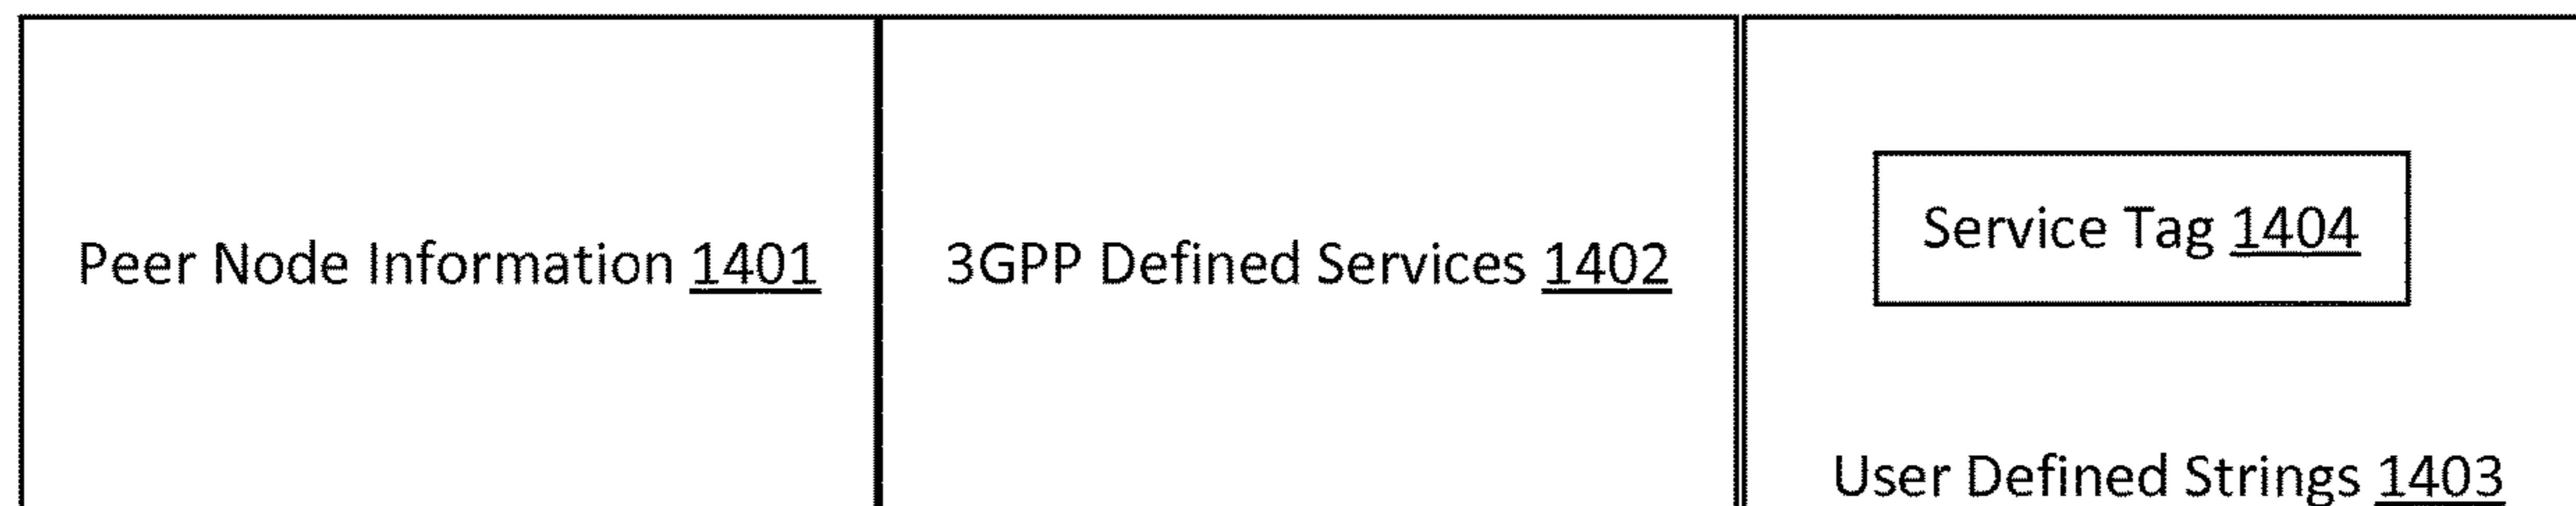 Peer Node Information 1401
3GPP Defined Services 1402
Service Tag 1404
User Defined Strings 1403